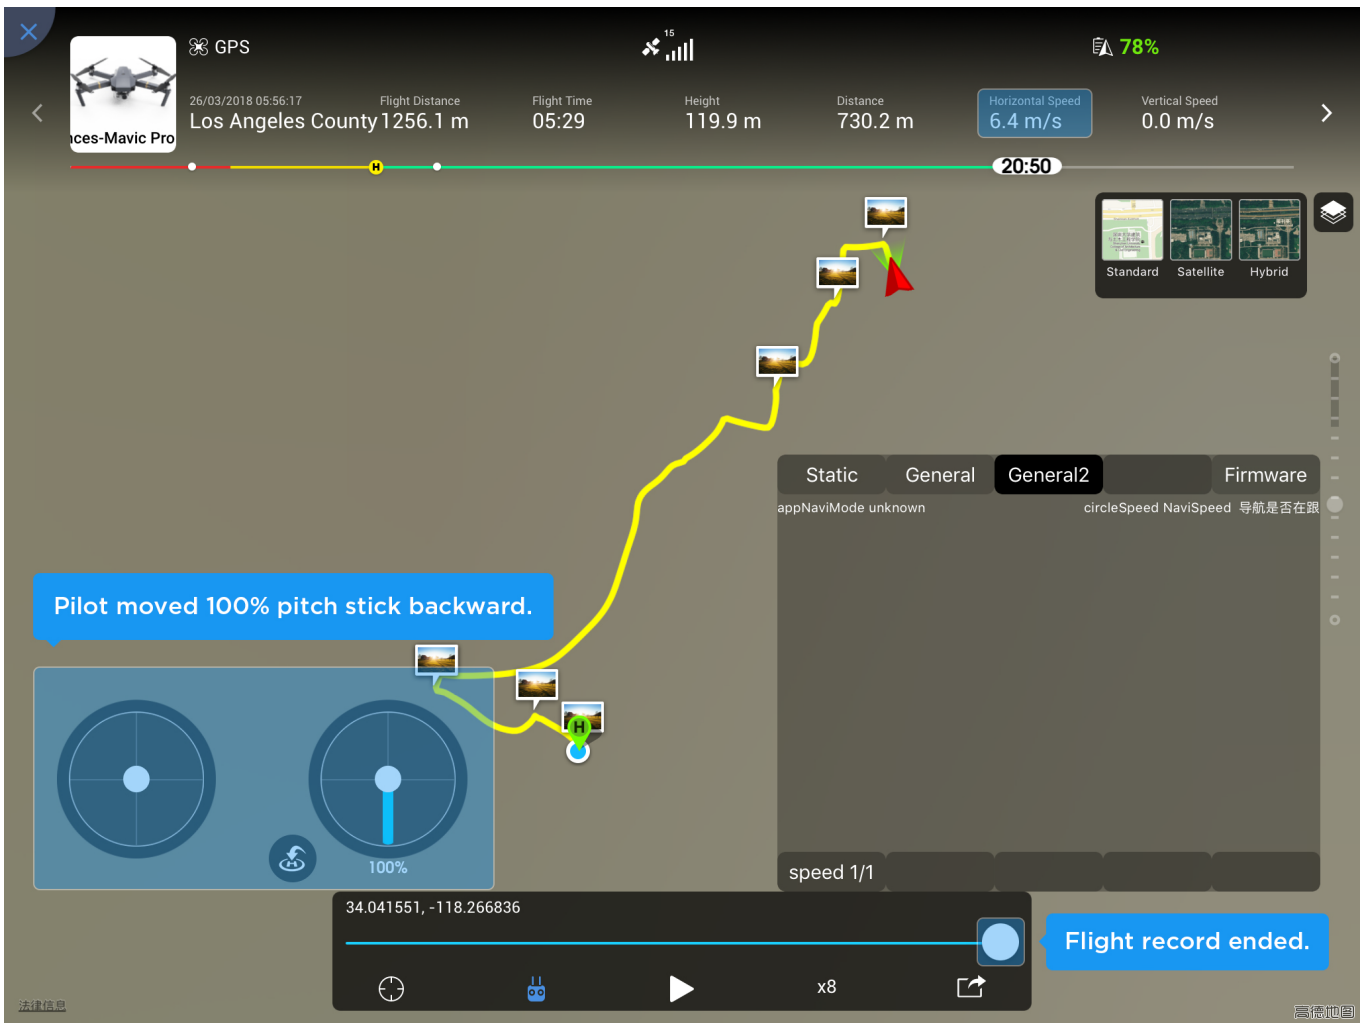 GPS
15
78%
nces-Mavic Pro
26/03/2018 05:56:17
Los Angeles County
Flight Distance
1256.1 m
Flight Time
05:29
Height
119.9 m
Distance
730.2 m
Horizontal Speed
6.4 m/s
Vertical Speed
0.0 m/s
H
20:50
Standard
Satellite
Hybrid
Static
General
General2
Firmware
appNaviMode unknown
circleSpeed NaviSpeed 导航是否在跟
Pilot moved 100% pitch stick backward.
H
100%
speed 1/1
34.041551, -118.266836
Flight record ended.
x8
法律信息
高德地图